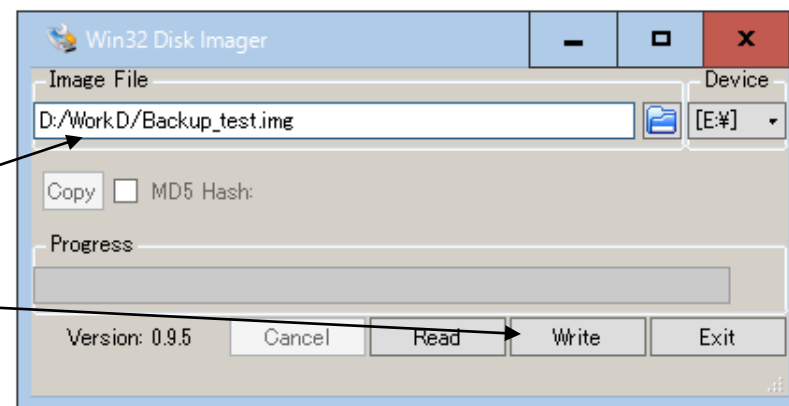 Win32 Disk Imager
Image File
Device
D:/WorkD/Backup_test.img
[E:¥]
Copy
MD5 Hash:
Progress
Version: 0.9.5
Cancel
Read
Write
Exit